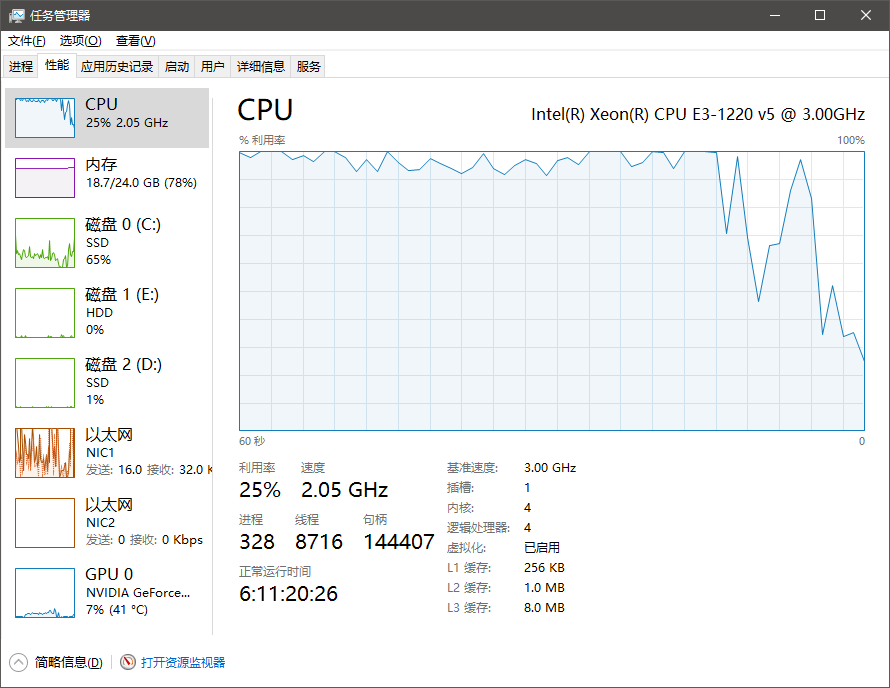 任务管理器
文件(F) 选项(O) 查看(V)
进程 性能 应用历史记录 启动 用户 详细信息 服务
CPU
25% 2.05 GHz
内存
18.7/24.0 GB (78%)
磁盘 0 (C:)
SSD
65%
磁盘 1 (E:)
HDD
0%
磁盘 2 (D:)
SSD
1%
以太网
NIC1
发送: 16.0 接收: 32.0 K
以太网
NIC2
发送: 0 接收: 0 Kbps
GPU 0
NVIDIA GeForce...
7% (41 °C)
CPU
Intel(R) Xeon(R) CPU E3-1220 v5 @ 3.00GHz
% 利用率 100%
60 秒 0
利用率 速度
25% 2.05 GHz
进程 线程 句柄
328 8716 144407
正常运行时间
6:11:20:26
基准速度: 3.00 GHz
插槽: 1
内核: 4
逻辑处理器: 4
虚拟化: 已启用
L1 缓存: 256 KB
L2 缓存: 1.0 MB
L3 缓存: 8.0 MB
简略信息(D) 打开资源监视器